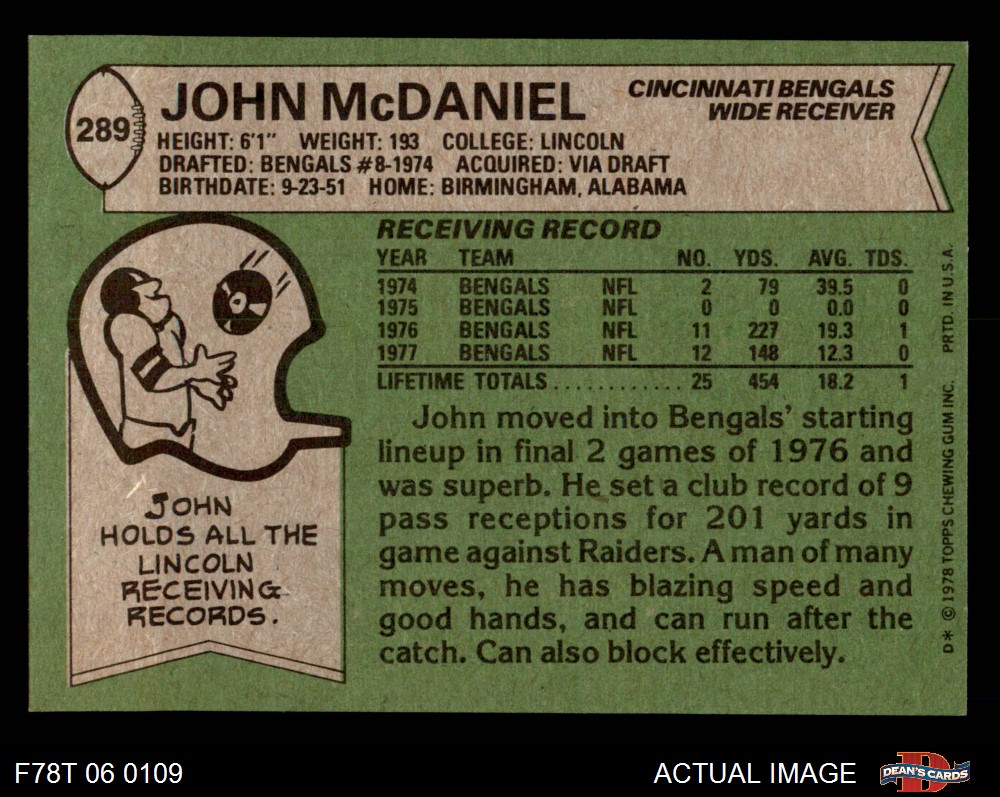 289
JOHN McDANIEL
CINCINNATI BENGALS
WIDE RECEIVER
HEIGHT: 6'1" WEIGHT: 193 COLLEGE: LINCOLN
DRAFTED: BENGALS #8-1974 ACQUIRED: VIA DRAFT
BIRTHDATE: 9-23-51 HOME: BIRMINGHAM, ALABAMA
RECEIVING RECORD
YEAR TEAM NO. YDS. AVG. TDS.
1974 BENGALS NFL 2 79 39.5 0
1975 BENGALS NFL 0 0 0.0 0
1976 BENGALS NFL 11 227 19.3 1
1977 BENGALS NFL 12 148 12.3 0
LIFETIME TOTALS............ 25 454 18.2 1
John moved into Bengals' starting
lineup in final 2 games of 1976 and
was superb. He set a club record of 9
pass receptions for 201 yards in
game against Raiders. A man of many
moves, he has blazing speed and
good hands, and can run after the
catch. Can also block effectively.
JOHN
HOLDS ALL THE
LINCOLN
RECEIVING
RECORDS.
D* © 1978 TOPPS CHEWING GUM INC. PRTD. IN U.S.A.
F78T 06 0109
ACTUAL IMAGE
DEAN'S CARDS